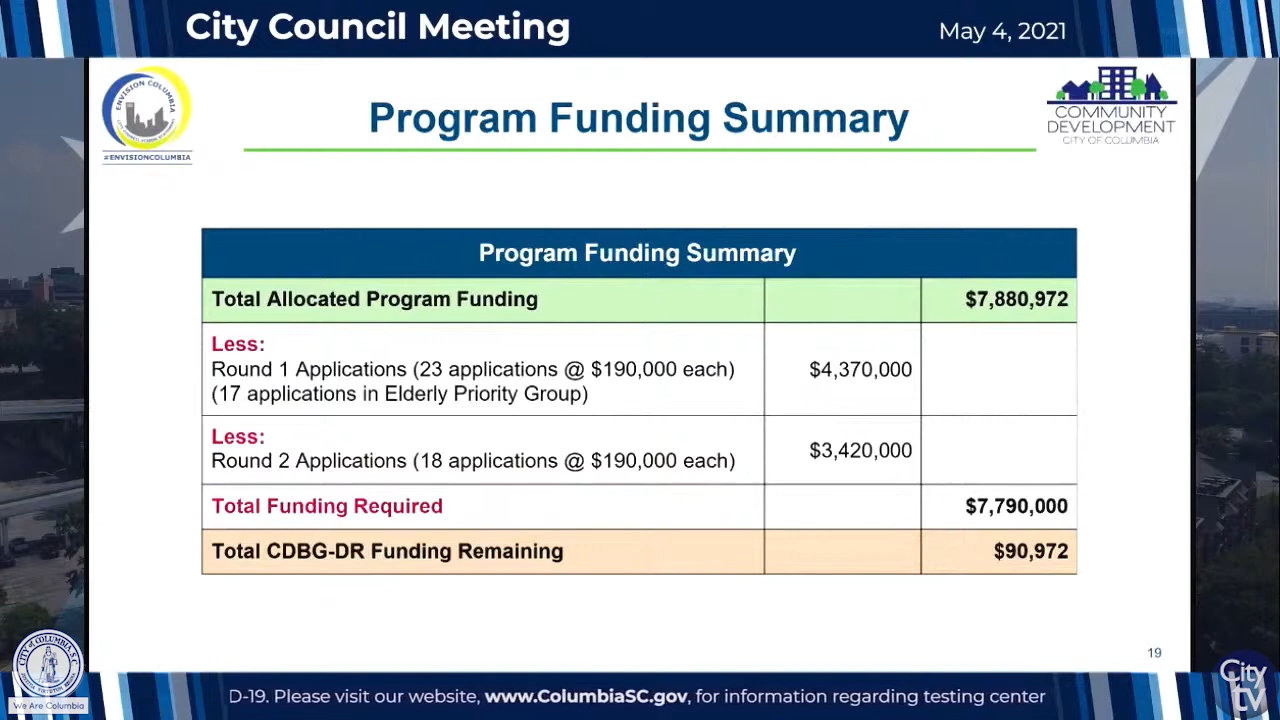 City Council Meeting
May 4, 2021
ENVISION COLUMBIA
#ENVISIONCOLUMBIA
Program Funding Summary
COMMUNITY
DEVELOPMENT
CITY OF COLUMBIA
Program Funding Summary
Total Allocated Program Funding $7,880,972
Less:
Round 1 Applications (23 applications @ $190,000 each) $4,370,000
(17 applications in Elderly Priority Group)
Less:
Round 2 Applications (18 applications @ $190,000 each) $3,420,000
Total Funding Required $7,790,000
Total CDBG-DR Funding Remaining $90,972
19
CITY OF COLUMBIA, S.C.
We Are Columbia
D-19. Please visit our website, www.ColumbiaSC.gov, for information regarding testing center
City
tv